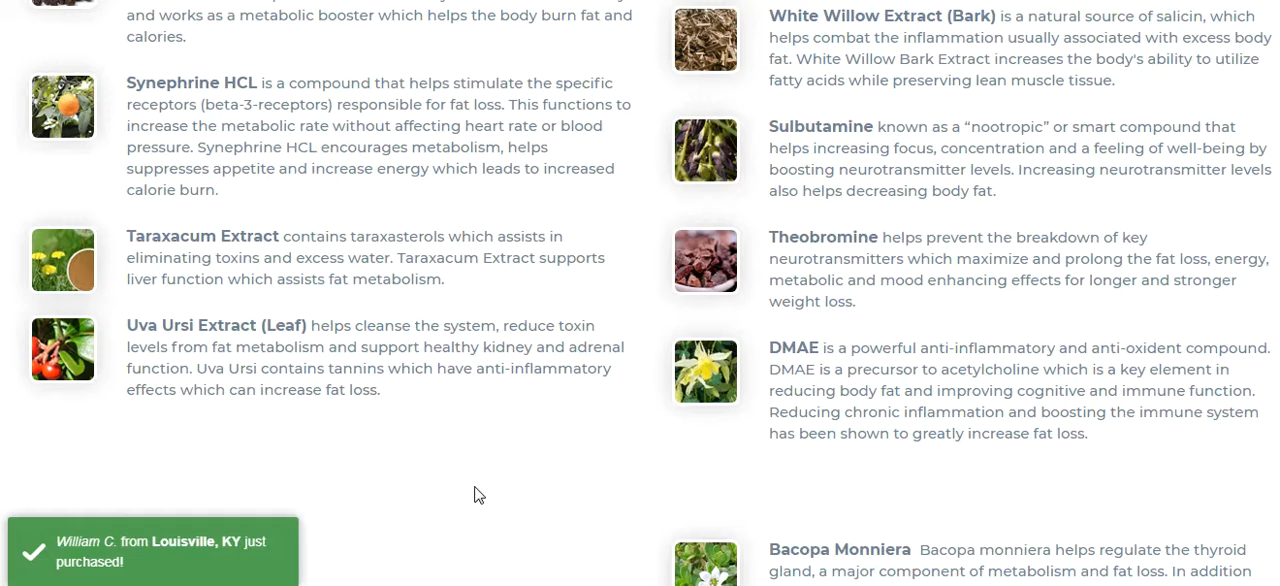 and works as a metabolic booster which helps the body burn fat and
calories.
Synephrine HCL is a compound that helps stimulate the specific
receptors (beta-3-receptors) responsible for fat loss. This functions to
increase the metabolic rate without affecting heart rate or blood
pressure. Synephrine HCL encourages metabolism, helps
suppresses appetite and increase energy which leads to increased
calorie burn.
Taraxacum Extract contains taraxasterols which assists in
eliminating toxins and excess water. Taraxacum Extract supports
liver function which assists fat metabolism.
Uva Ursi Extract (Leaf) helps cleanse the system, reduce toxin
levels from fat metabolism and support healthy kidney and adrenal
function. Uva Ursi contains tannins which have anti-inflammatory
effects which can increase fat loss.
William C. from Louisville, KY just
purchased!
White Willow Extract (Bark) is a natural source of salicin, which
helps combat the inflammation usually associated with excess body
fat. White Willow Bark Extract increases the body's ability to utilize
fatty acids while preserving lean muscle tissue.
Sulbutamine known as a “nootropic” or smart compound that
helps increasing focus, concentration and a feeling of well-being by
boosting neurotransmitter levels. Increasing neurotransmitter levels
also helps decreasing body fat.
Theobromine helps prevent the breakdown of key
neurotransmitters which maximize and prolong the fat loss, energy,
metabolic and mood enhancing effects for longer and stronger
weight loss.
DMAE is a powerful anti-inflammatory and anti-oxident compound.
DMAE is a precursor to acetylcholine which is a key element in
reducing body fat and improving cognitive and immune function.
Reducing chronic inflammation and boosting the immune system
has been shown to greatly increase fat loss.
Bacopa Monniera Bacopa monniera helps regulate the thyroid
gland, a major component of metabolism and fat loss. In addition